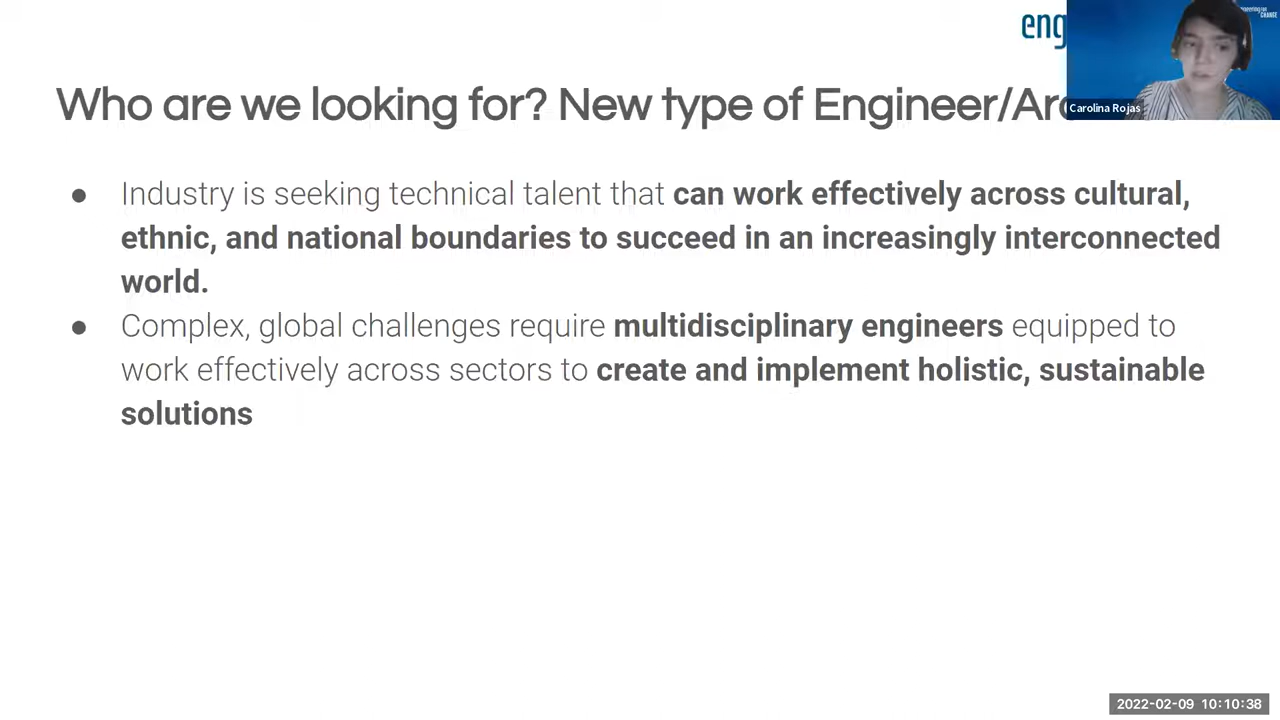 eng
Who are we looking for? New type of Engineer/Arc
Carolina Rojas
● Industry is seeking technical talent that can work effectively across cultural,
ethnic, and national boundaries to succeed in an increasingly interconnected
world.
● Complex, global challenges require multidisciplinary engineers equipped to
work effectively across sectors to create and implement holistic, sustainable
solutions
2022-02-09 10:10:38